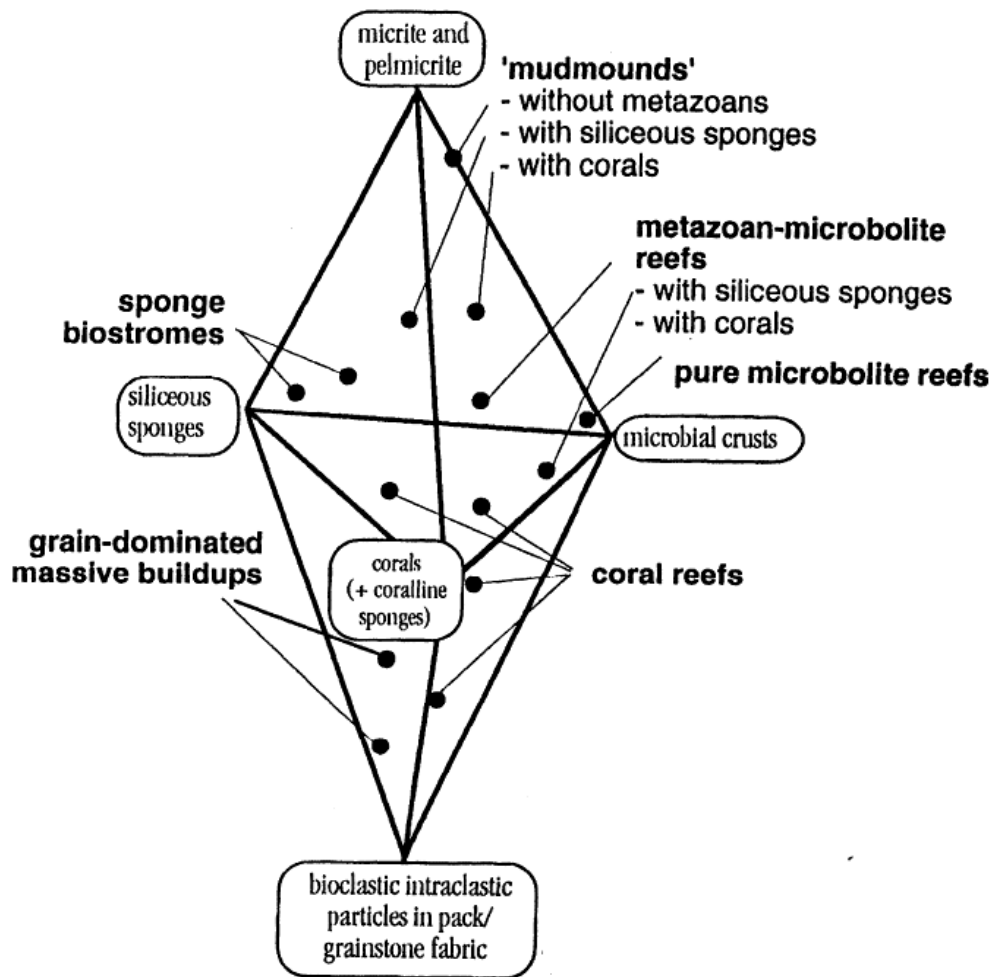 micrite and
pelmicrite
'mudmounds'
- without metazoans
- with siliceous sponges
- with corals
metazoan-microbolite
reefs
- with siliceous sponges
- with corals
sponge
biostromes
pure microbolite reefs
siliceous
sponges
microbial crusts
grain-dominated
massive buildups
corals
(+ coralline
sponges)
coral reefs
bioclastic intraclastic
particles in pack/
grainstone fabric